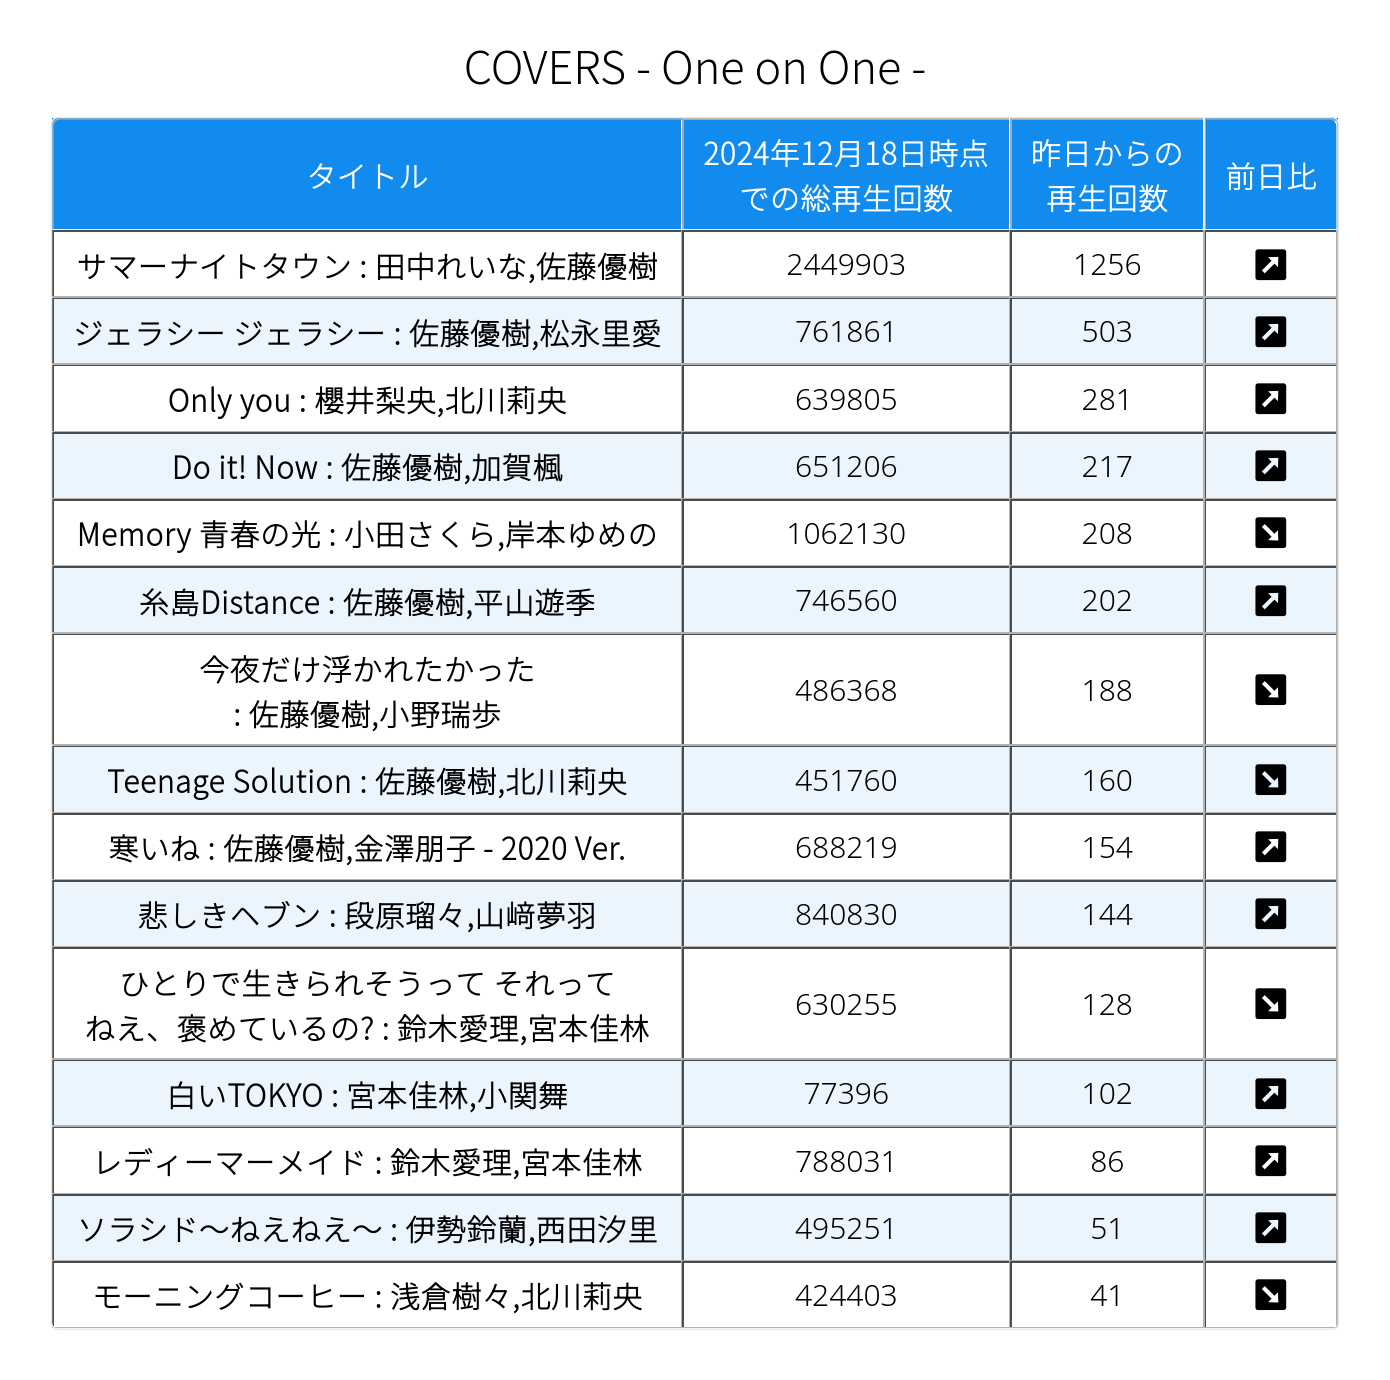 COVERS - One on One -
タイトル
2024年12月18日時点
での総再生回数
昨日からの
再生回数
前日比
サマーナイトタウン : 田中れいな,佐藤優樹 2449903 1256
ジェラシー ジェラシー : 佐藤優樹,松永里愛 761861 503
Only you : 櫻井梨央,北川莉央 639805 281
Do it! Now : 佐藤優樹,加賀楓 651206 217
Memory 青春の光 : 小田さくら,岸本ゆめの 1062130 208
糸島Distance : 佐藤優樹,平山遊季 746560 202
今夜だけ浮かれたかった
: 佐藤優樹,小野瑞歩 486368 188
Teenage Solution : 佐藤優樹,北川莉央 451760 160
寒いね : 佐藤優樹,金澤朋子 - 2020 Ver. 688219 154
悲しきヘブン : 段原瑠々,山﨑夢羽 840830 144
ひとりで生きられそうって それって
ねえ、褒めているの? : 鈴木愛理,宮本佳林 630255 128
白いTOKYO : 宮本佳林,小関舞 77396 102
レディーマーメイド : 鈴木愛理,宮本佳林 788031 86
ソラシド～ねえねえ～ : 伊勢鈴蘭,西田汐里 495251 51
モーニングコーヒー : 浅倉樹々,北川莉央 424403 41